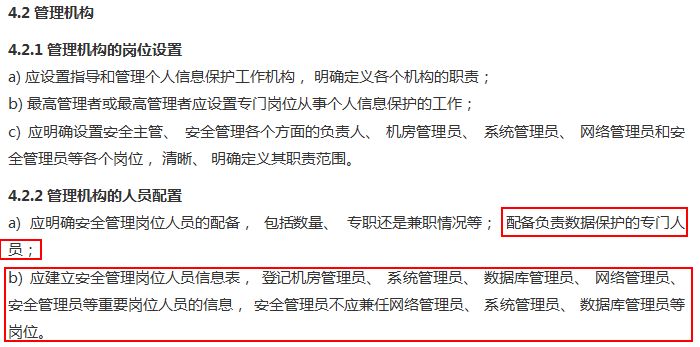 4.2 管理机构
4.2.1 管理机构的岗位设置
a) 应设置指导和管理个人信息保护工作机构，明确定义各个机构的职责；
b) 最高管理者或最高管理者应设置专门岗位从事个人信息保护的工作；
c) 应明确设置安全主管、 安全管理各个方面的负责人、 机房管理员、 系统管理员、 网络管理员和安
全管理员等各个岗位，清晰、 明确定义其职责范围。
4.2.2 管理机构的人员配置
a) 应明确安全管理岗位人员的配备， 包括数量、 专职还是兼职情况等； 配备负责数据保护的专门人
员；
b) 应建立安全管理岗位人员信息表，登记机房管理员、 系统管理员、 数据库管理员、 网络管理员、
安全管理员等重要岗位人员的信息，安全管理员不应兼任网络管理员、 系统管理员、 数据库管理员等
岗位。